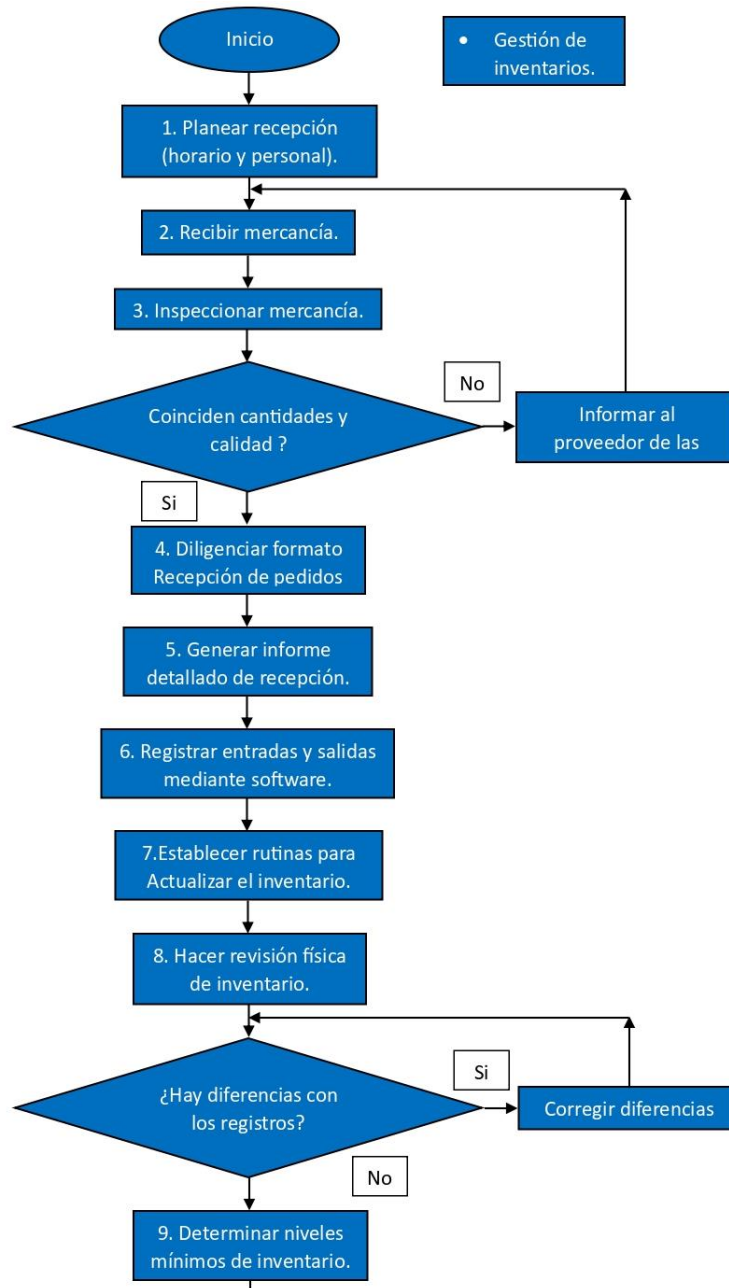 Inicio
• Gestión de
inventarios.
1. Planear recepción
(horario y personal).
2. Recibir mercancía.
3. Inspeccionar mercancía.
No
Coinciden cantidades y
calidad ?
Informar al
proveedor de las
Si
4. Diligenciar formato
Recepción de pedidos
5. Generar informe
detallado de recepción.
6. Registrar entradas y salidas
mediante software.
7.Establecer rutinas para
Actualizar el inventario.
8. Hacer revisión física
de inventario.
Si
¿Hay diferencias con
los registros?
Corregir diferencias
No
9. Determinar niveles
mínimos de inventario.